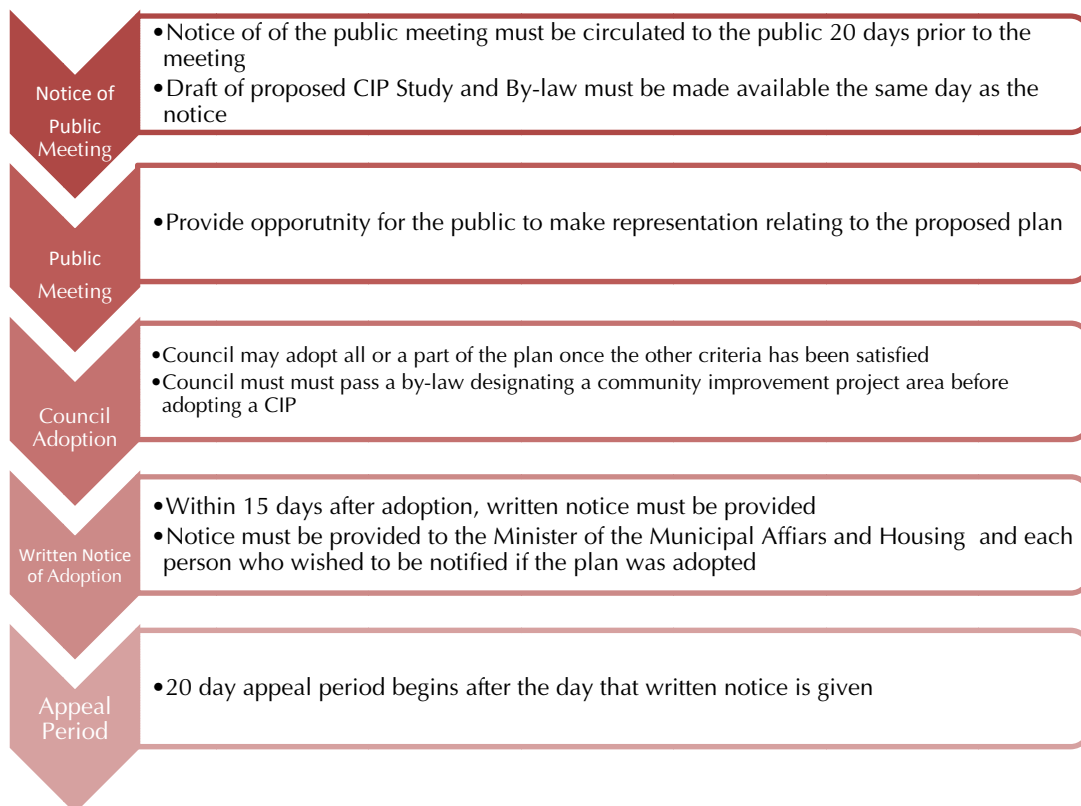 Notice of
Public
Meeting
•Notice of of the public meeting must be circulated to the public 20 days prior to the
meeting
•Draft of proposed CIP Study and By-law must be made available the same day as the
notice
Public
Meeting
•Provide opporutnity for the public to make representation relating to the proposed plan
Council
Adoption
•Council may adopt all or a part of the plan once the other criteria has been satisfied
•Council must must pass a by-law designating a community improvement project area before
adopting a CIP
Written Notice
of Adoption
•Within 15 days after adoption, written notice must be provided
•Notice must be provided to the Minister of the Municipal Affiars and Housing and each
person who wished to be notified if the plan was adopted
Appeal
Period
•20 day appeal period begins after the day that written notice is given